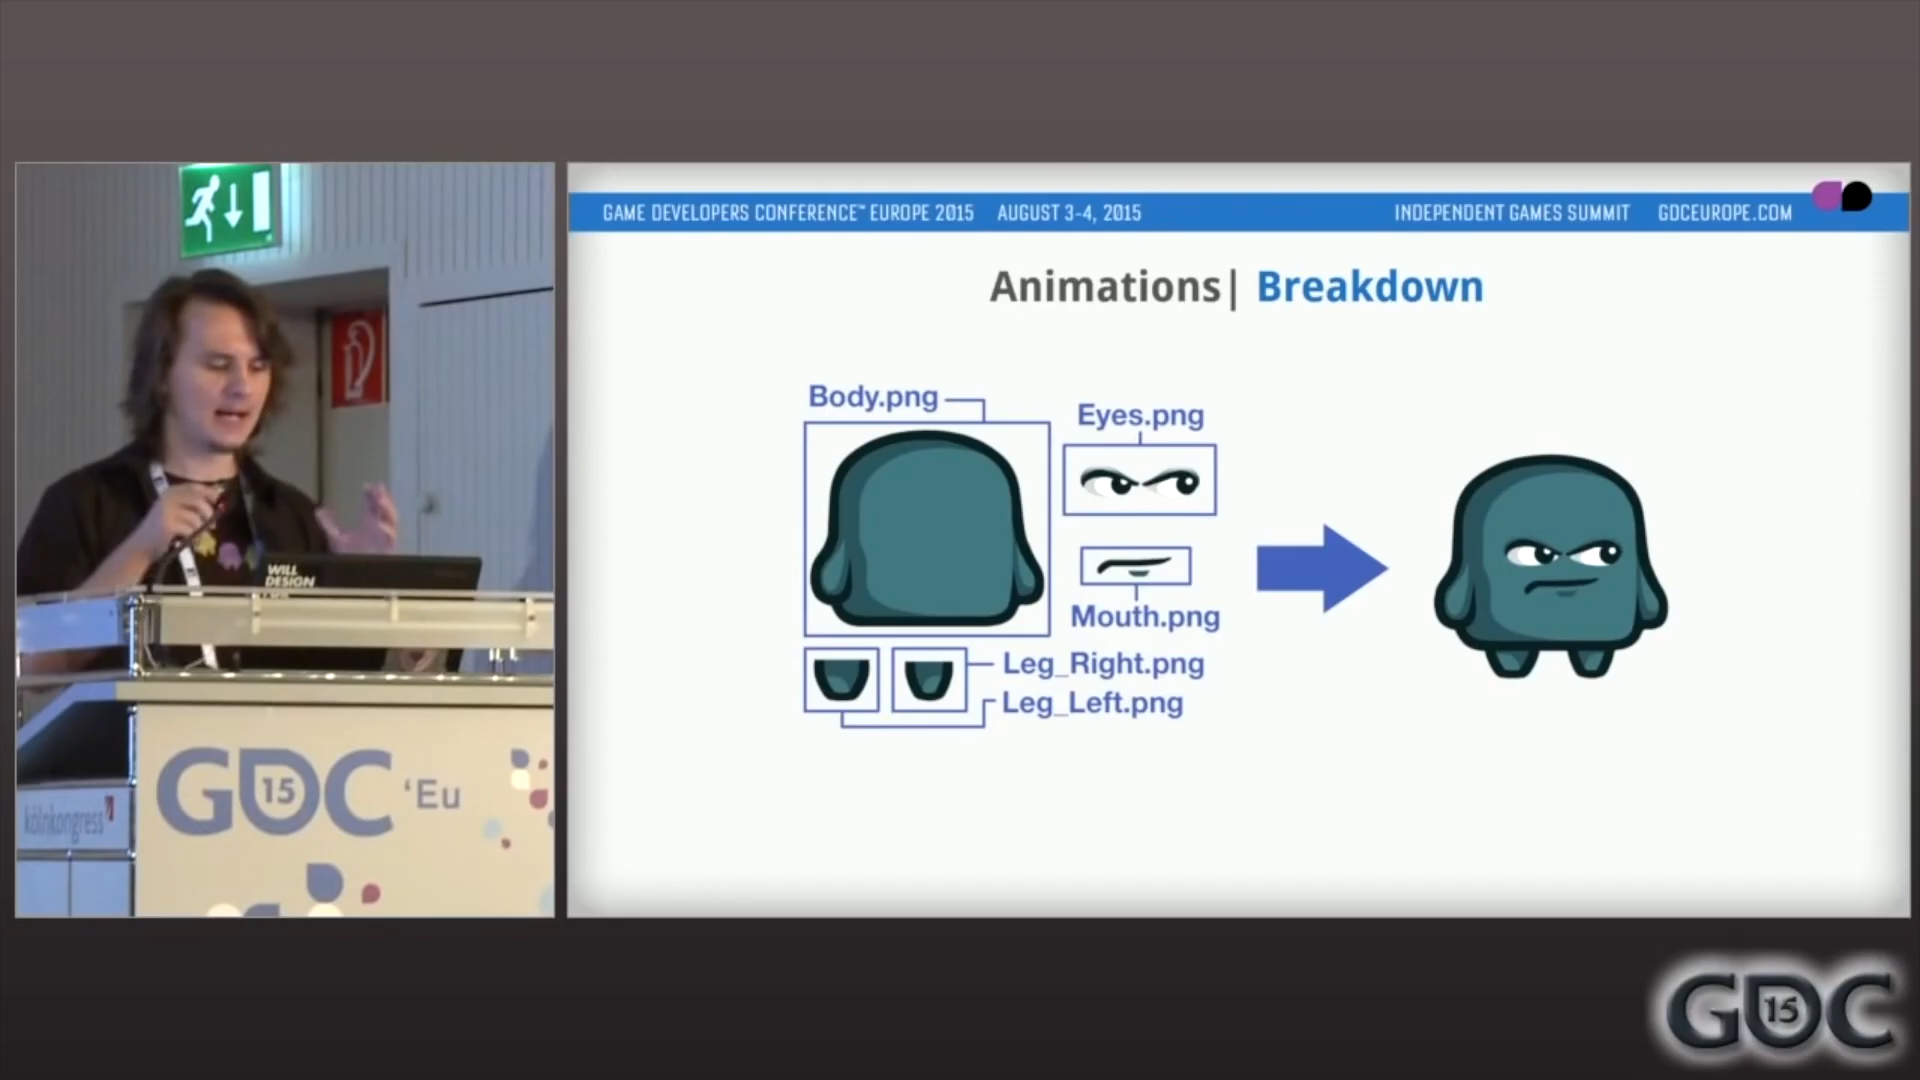 GAME DEVELOPERS CONFERENCE™ EUROPE 2015 AUGUST 3-4, 2015 INDEPENDENT GAMES SUMMIT GDCEUROPE.COM
Animations| Breakdown
Body.png
Eyes.png
Mouth.png
Leg_Right.png
Leg_Left.png
WILL
DESIGN
GDC 15 'Eu
kölnkongress
GDC 15